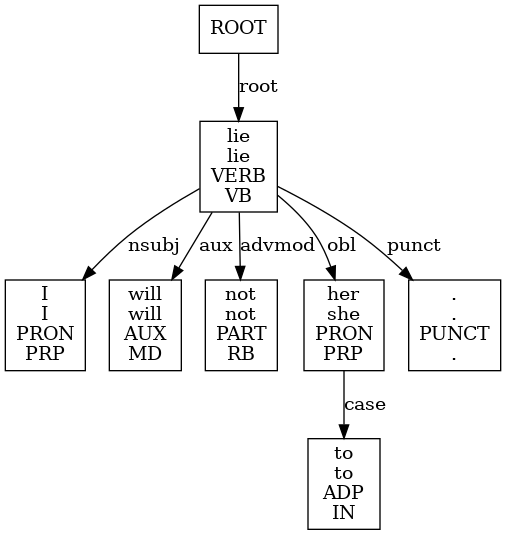 ROOT
root
lie
lie
VERB
VB
nsubj
aux
advmod
obl
punct
I
I
PRON
PRP
will
will
AUX
MD
not
not
PART
RB
her
she
PRON
PRP
.
.
PUNCT
.
case
to
to
ADP
IN